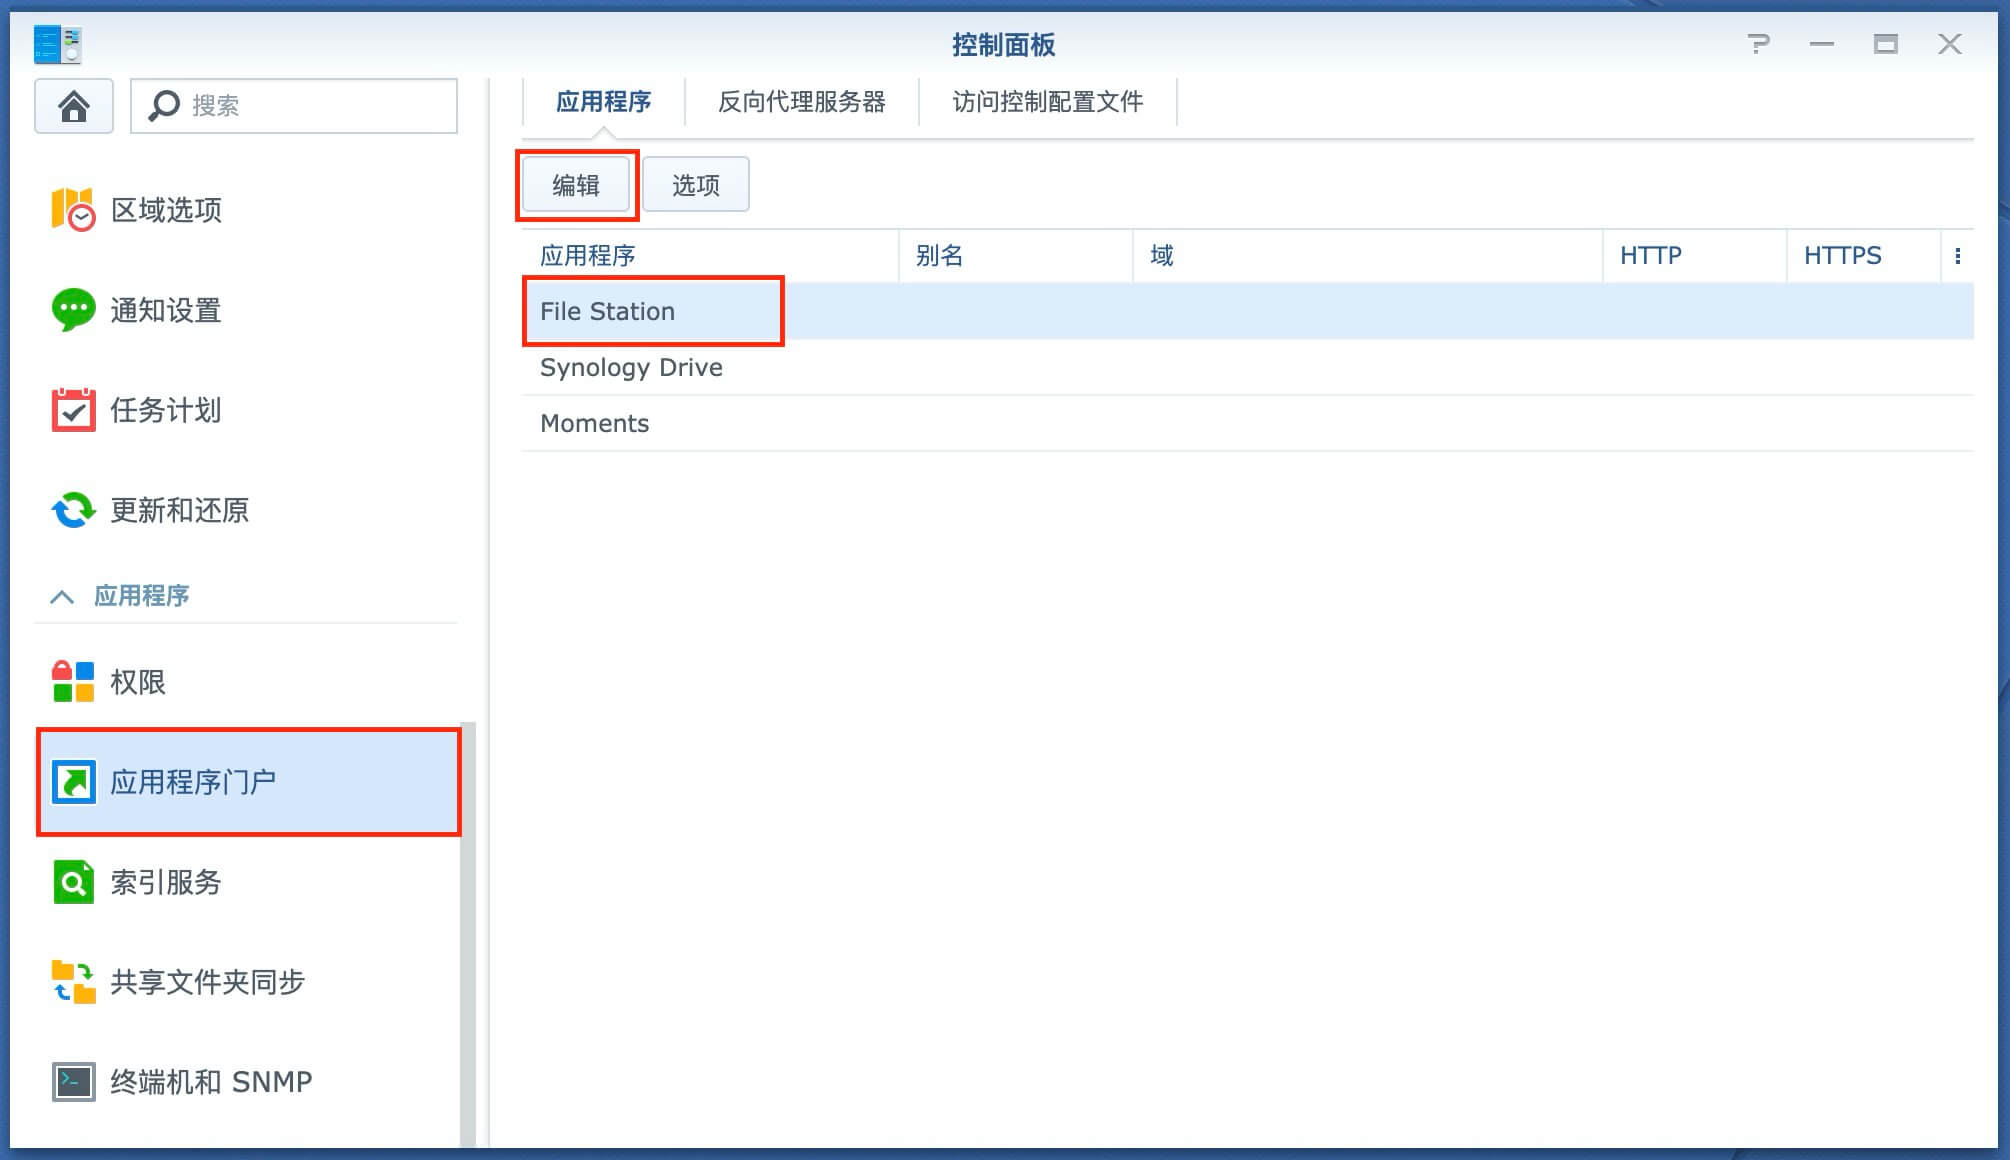 控制面板
搜索
应用程序 反向代理服务器 访问控制配置文件
编辑 选项
应用程序 别名 域 HTTP HTTPS
File Station
Synology Drive
Moments
区域选项
通知设置
任务计划
更新和还原
应用程序
权限
应用程序门户
索引服务
共享文件夹同步
终端机和 SNMP